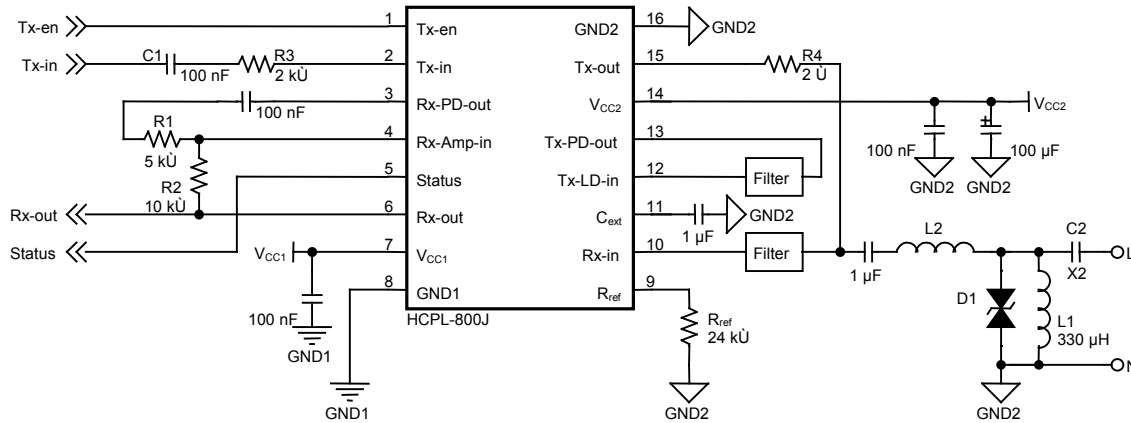 Tx-en
1
Tx-en
GND2
16
GND2
Tx-in
C1
100 nF
R3
2 kÙ
2
Tx-in
Tx-out
15
R4
2 Ù
100 nF
3
Rx-PD-out
VCC2
14
VCC2
R1
5 kÙ
4
Rx-Amp-in
Tx-PD-out
13
100 nF
+
100 µF
GND2
GND2
R2
10 kÙ
5
Status
Tx-LD-in
12
Filter
Rx-out
6
Rx-out
Cext
11
1 µF
GND2
Status
VCC1
7
VCC1
Rx-in
10
Filter
1 µF
L2
C2
X2
L
100 nF
GND1
8
GND1
Rref
9
HCPL-800J
Rref
24 kÙ
D1
L1
330 µH
N
GND1
GND2
GND2